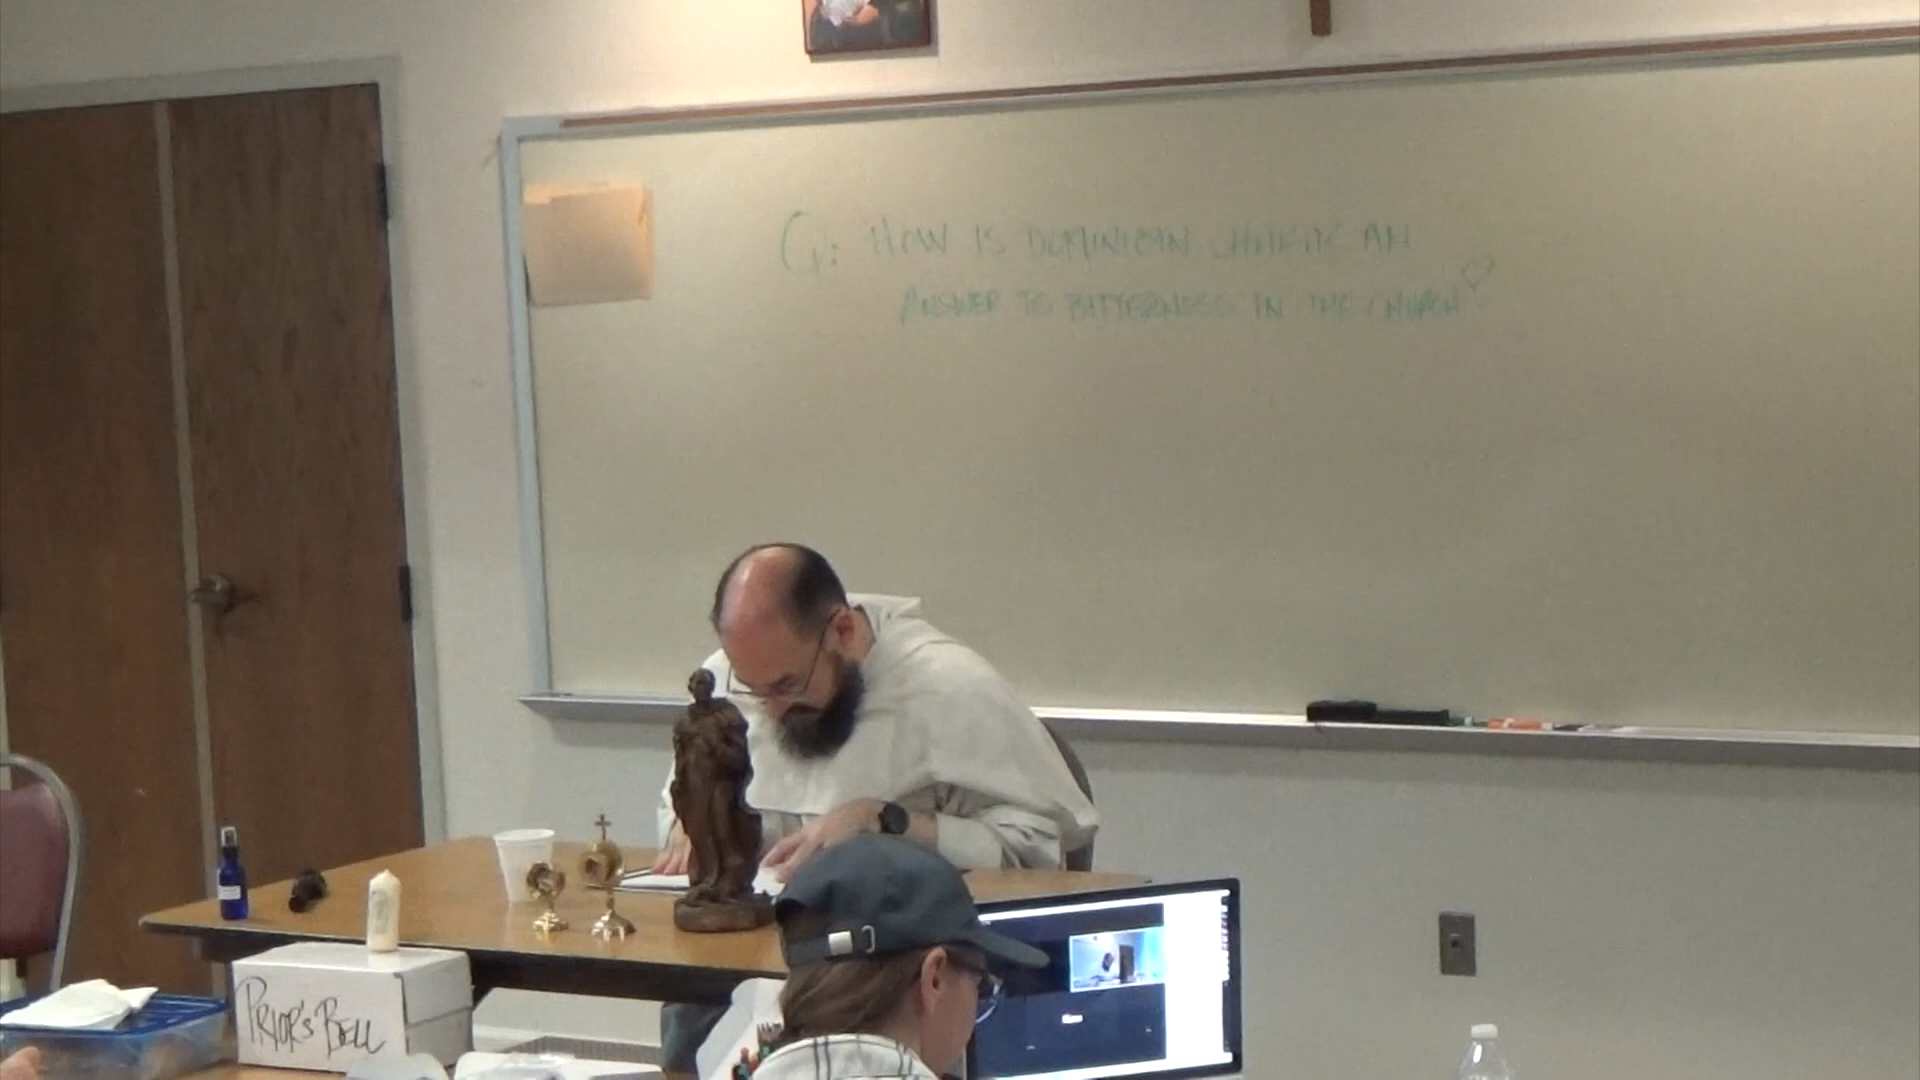 Q: HOW IS DOMINICAN CHARITY AN
ANSWER TO BITTERNESS IN THE CHURCH?
PRIOR'S BELL